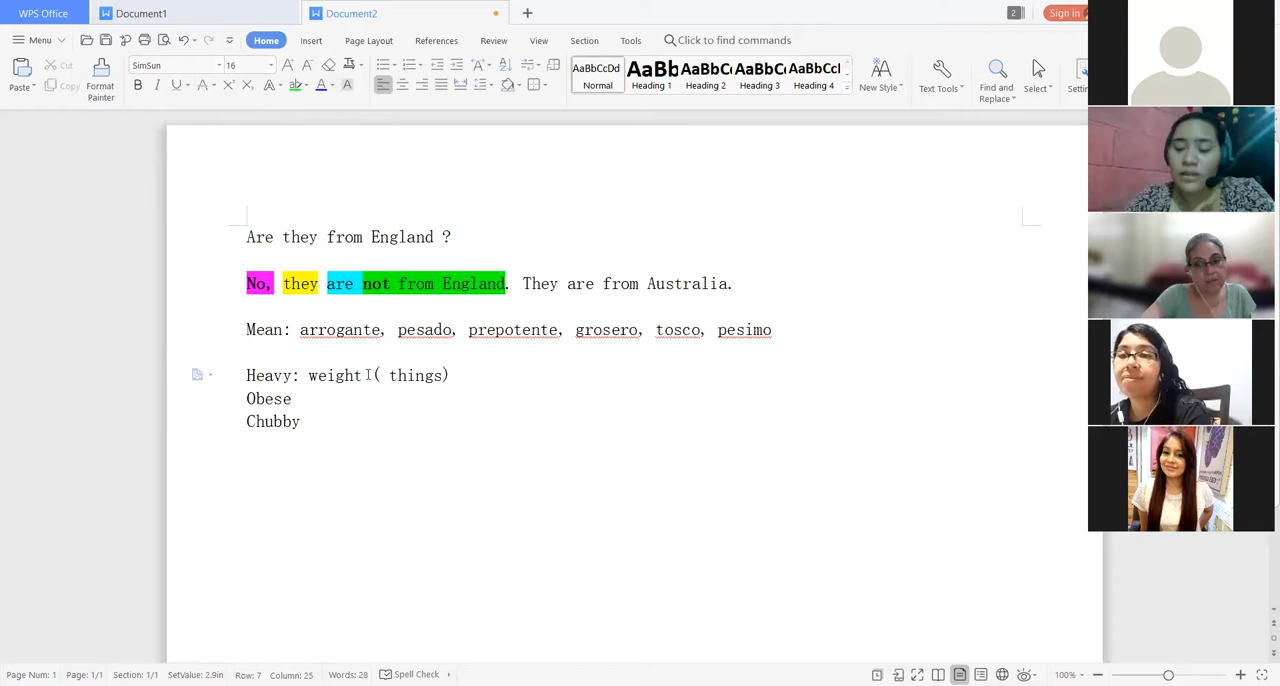 WPS Office Document1 Document2 2 Sign in
Menu Home Insert Page Layout References Review View Section Tools Click to find commands
Paste Cut Copy Format Painter SimSun 16 AaBbCcDd Normal AaBb Heading 1 AaBbC Heading 2 AaBbC Heading 3 AaBbCcI Heading 4 New Style Text Tools Find and Replace Select
Are they from England ?
No, they are not from England. They are from Australia.
Mean: arrogante, pesado, prepotente, grosero, tosco, pesimo
Heavy: weight ( things)
Obese
Chubby
Page Num: 1 Page: 1/1 Section: 1/1 SetValue: 2.9in Row: 7 Column: 25 Words: 28 Spell Check 100%